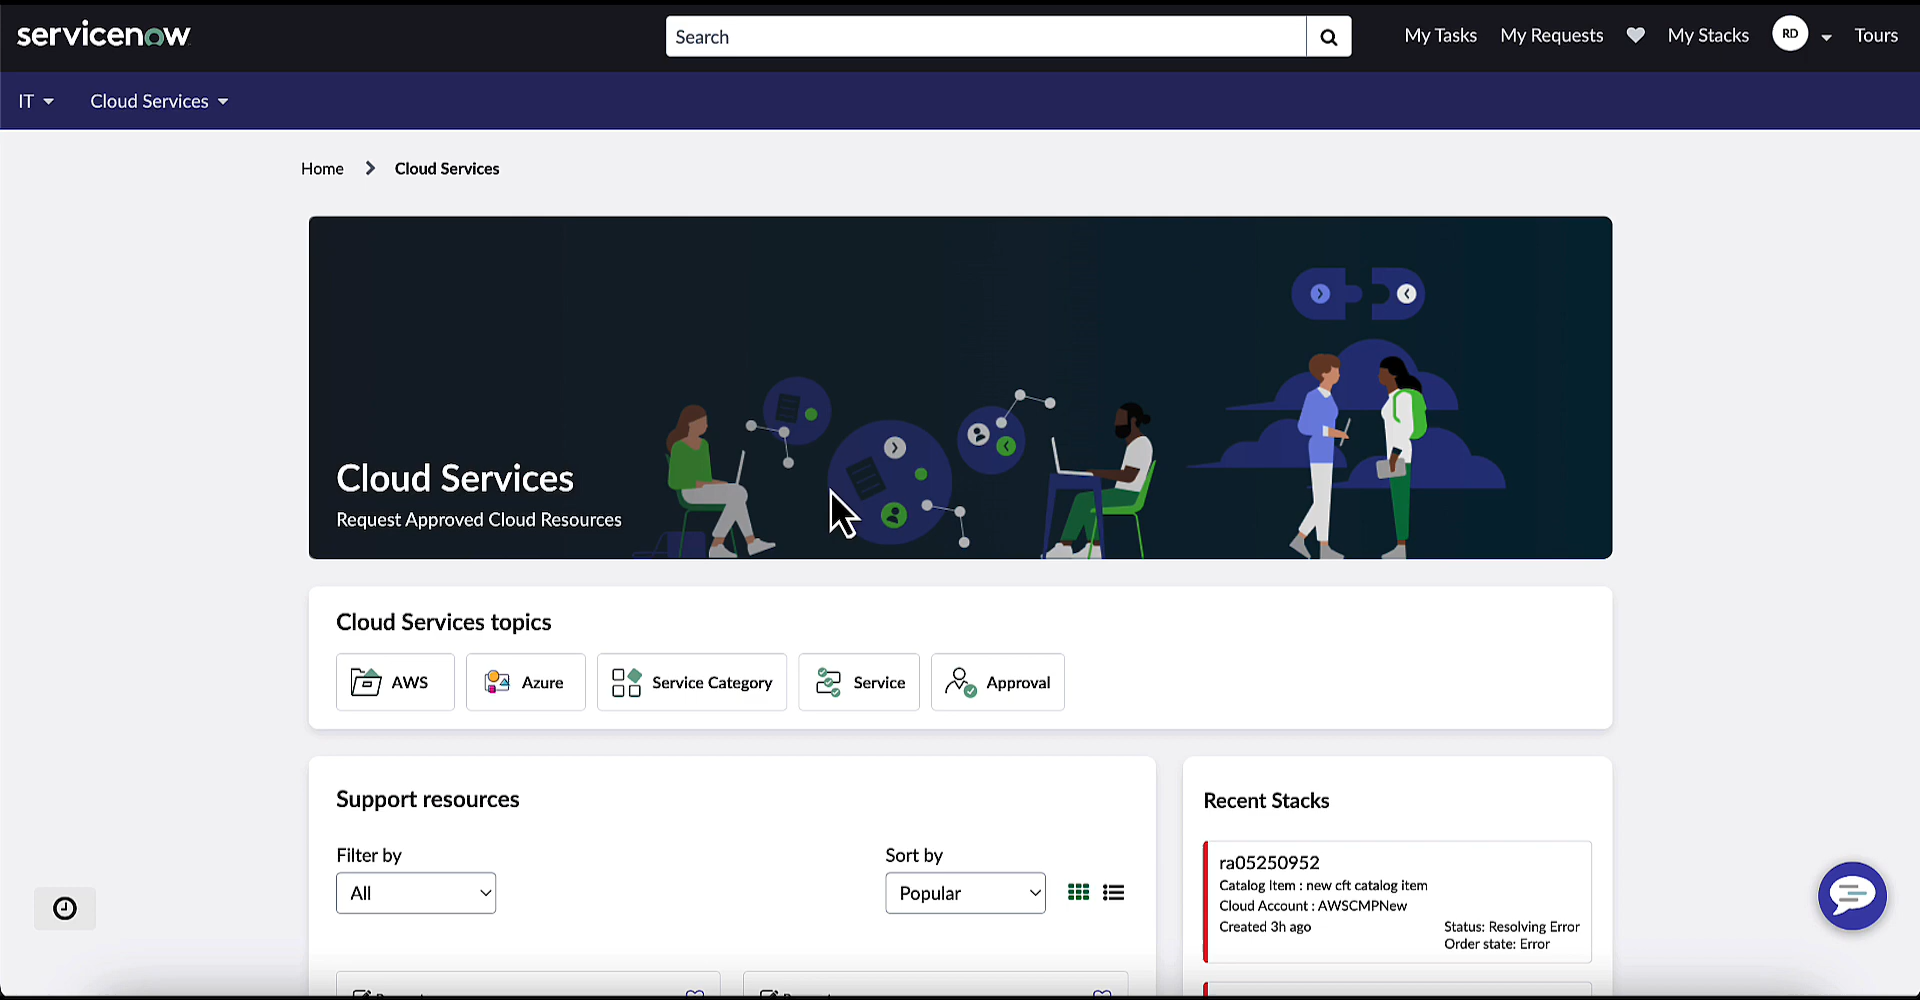 servicenow
Search
My Tasks
My Requests
My Stacks
RD
Tours
IT
Cloud Services
Home
Cloud Services
Cloud Services
Request Approved Cloud Resources
Cloud Services topics
AWS
Azure
Service Category
Service
Approval
Support resources
Filter by
All
Sort by
Popular
Recent Stacks
ra05250952
Catalog Item : new cft catalog item
Cloud Account : AWSCMPNew
Created 3h ago
Status: Resolving Error
Order state: Error